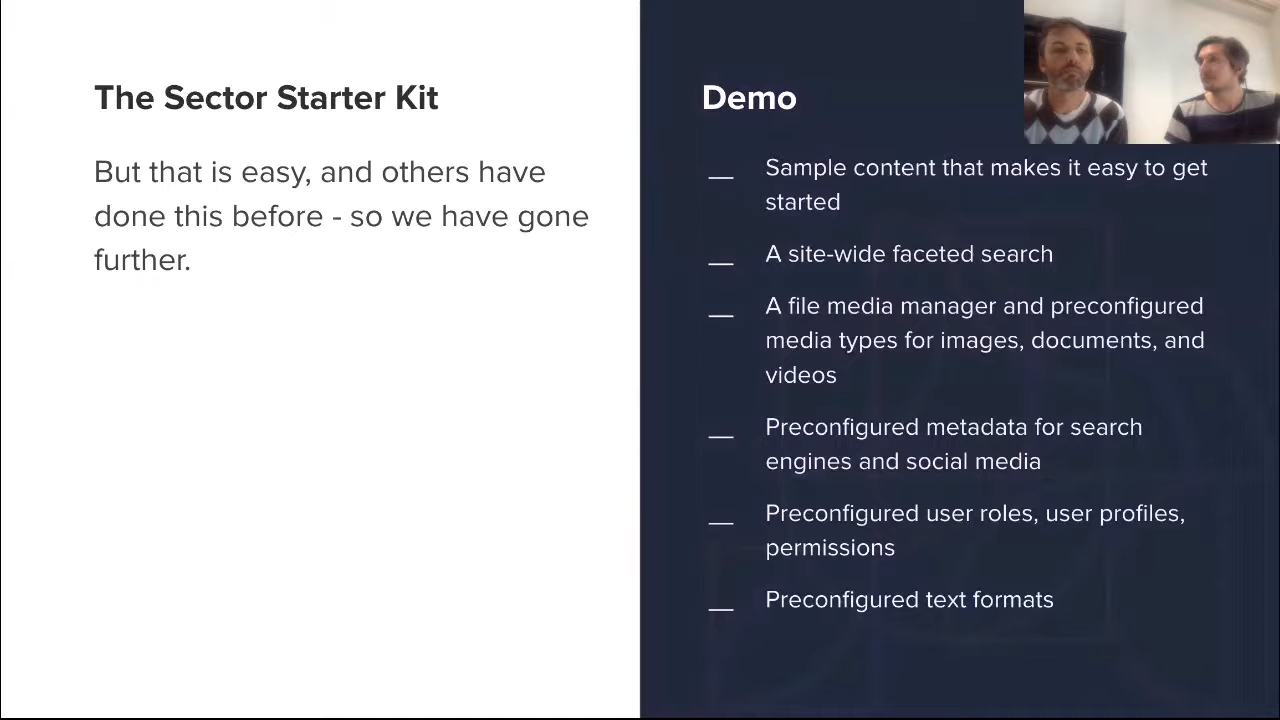 The Sector Starter Kit
But that is easy, and others have
done this before - so we have gone
further.
Demo
Sample content that makes it easy to get
started
A site-wide faceted search
A file media manager and preconfigured
media types for images, documents, and
videos
Preconfigured metadata for search
engines and social media
Preconfigured user roles, user profiles,
permissions
Preconfigured text formats